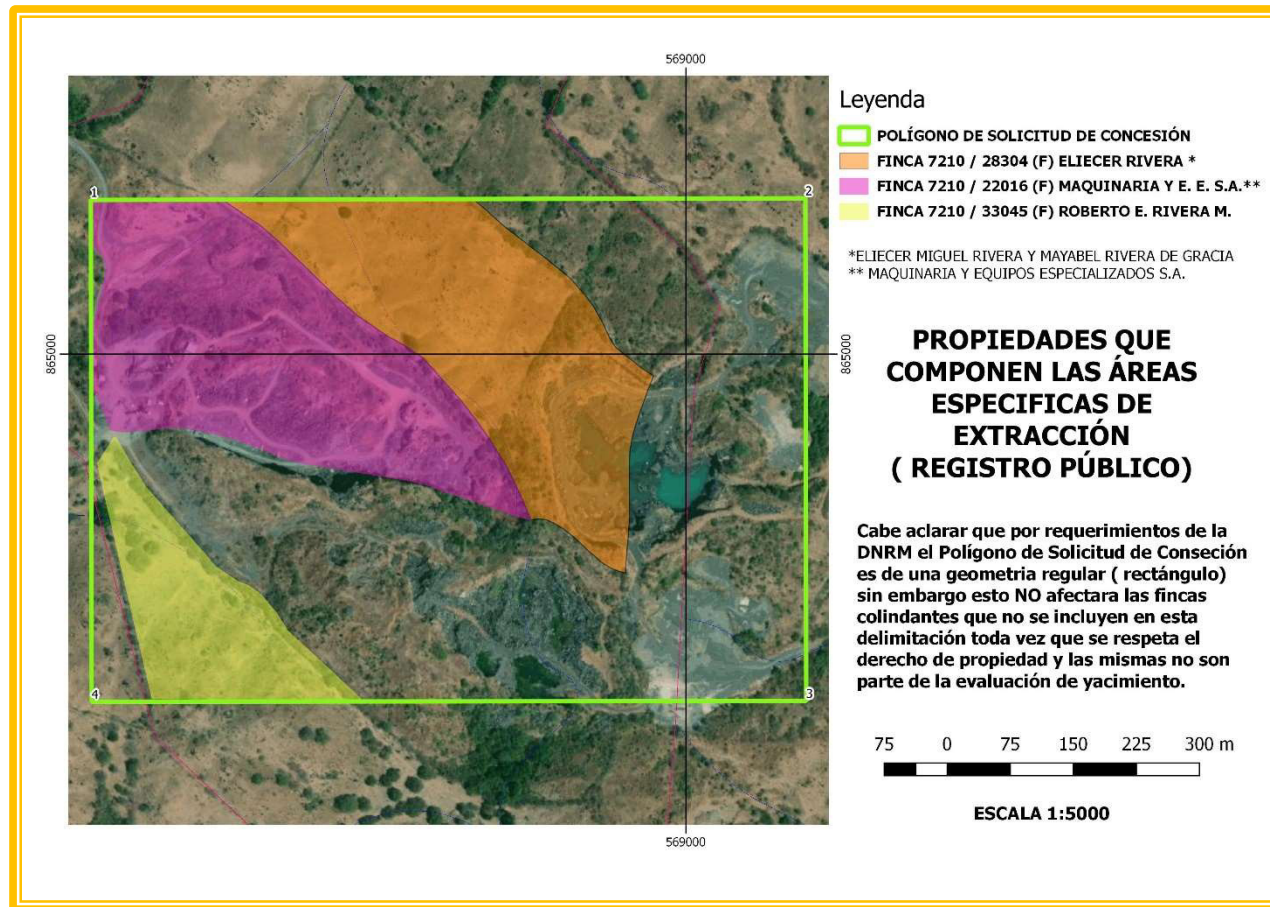 569000
Leyenda
POLÍGONO DE SOLICITUD DE CONCESIÓN
FINCA 7210 / 28304 (F) ELIECER RIVERA *
FINCA 7210 / 22016 (F) MAQUINARIA Y E. E. S.A.**
FINCA 7210 / 33045 (F) ROBERTO E. RIVERA M.
*ELIECER MIGUEL RIVERA Y MAYABEL RIVERA DE GRACIA
** MAQUINARIA Y EQUIPOS ESPECIALIZADOS S.A.
1
2
865000
865000
PROPIEDADES QUE
COMPONEN LAS ÁREAS
ESPECIFICAS DE
EXTRACCIÓN
( REGISTRO PÚBLICO)
Cabe aclarar que por requerimientos de la
DNRM el Polígono de Solicitud de Conseción
es de una geometria regular ( rectángulo)
sin embargo esto NO afectara las fincas
colindantes que no se incluyen en esta
delimitación toda vez que se respeta el
derecho de propiedad y las mismas no son
parte de la evaluación de yacimiento.
4
3
75 0 75 150 225 300 m
ESCALA 1:5000
569000